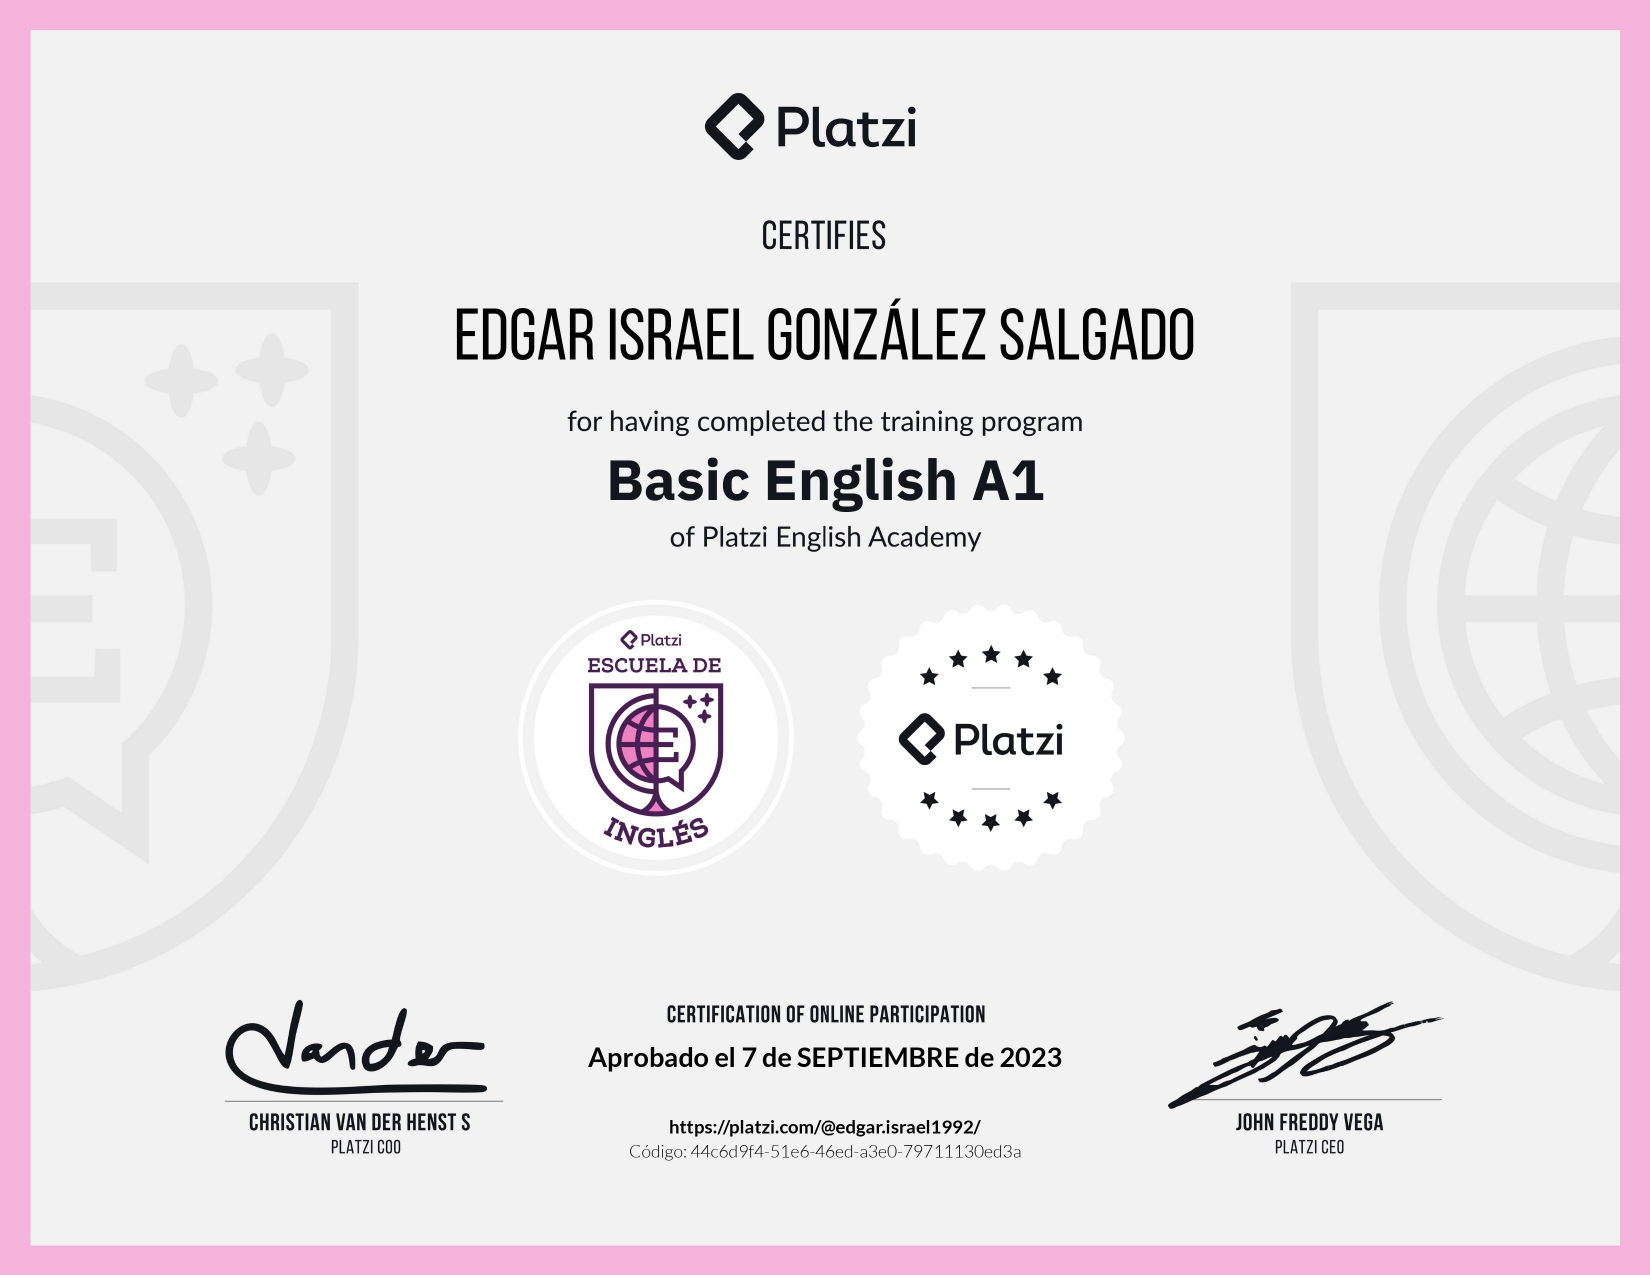 Platzi
CERTIFIES
EDGAR ISRAEL GONZÁLEZ SALGADO
for having completed the training program
Basic English A1
of Platzi English Academy
Platzi
ESCUELA DE
E
INGLÉS
Platzi
Vander
CHRISTIAN VAN DER HENST S
PLATZI COO
CERTIFICATION OF ONLINE PARTICIPATION
Aprobado el 7 de SEPTIEMBRE de 2023
https://platzi.com/@edgar.israel1992/
Código: 44c6d9f4-51e6-46ed-a3e0-79711130ed3a
JOHN FREDDY VEGA
PLATZI CEO